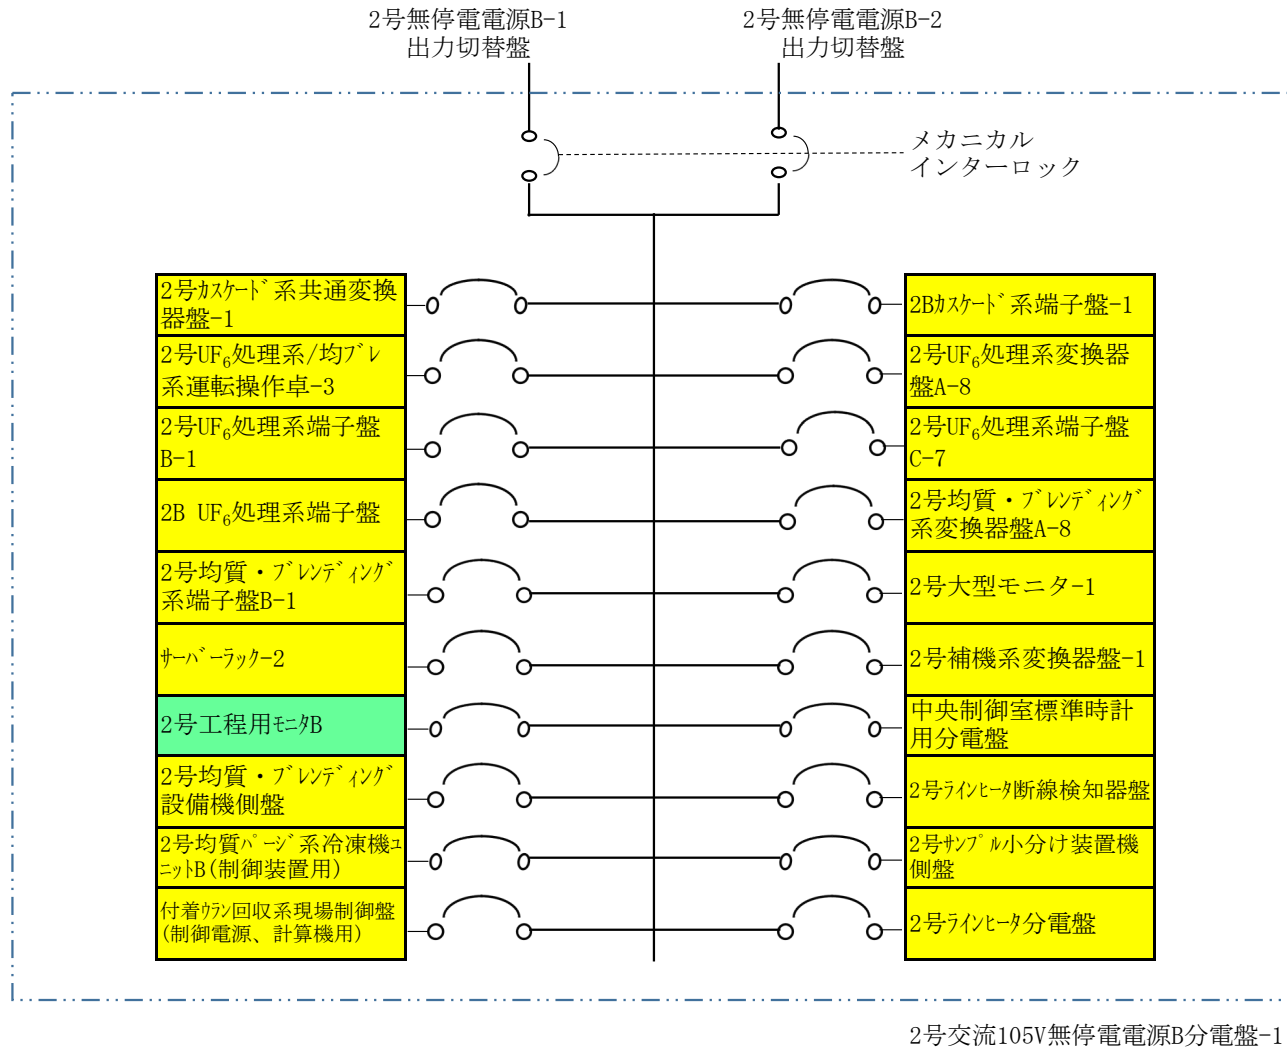 2号無停電電源B-1
出力切替盤
2号無停電電源B-2
出力切替盤
メカニカル
インターロック
2号ｶｽｹｰﾄﾞ系共通変換
器盤-1
2号UF₆処理系/均ﾌﾞﾚ
系運転操作卓-3
2号UF₆処理系端子盤
B-1
2B UF₆処理系端子盤
2号均質・ﾌﾞﾚﾝﾃﾞｨﾝｸﾞ
系端子盤B-1
ｻｰﾊﾞｰﾗｯｸ-2
2号工程用ﾓﾆﾀB
2号均質・ﾌﾞﾚﾝﾃﾞｨﾝｸﾞ
設備機側盤
2号均質ﾊﾟｰｼﾞ系冷凍機ﾕ
ﾆｯﾄB(制御装置用)
付着ｳﾗﾝ回収系現場制御盤
(制御電源、計算機用)
2Bｶｽｹｰﾄﾞ系端子盤-1
2号UF₆処理系変換器
盤A-8
2号UF₆処理系端子盤
C-7
2号均質・ﾌﾞﾚﾝﾃﾞｨﾝｸﾞ
系変換器盤A-8
2号大型モニタ-1
2号補機系変換器盤-1
中央制御室標準時計
用分電盤
2号ﾗｲﾝﾋｰﾀ断線検知器盤
2号ｻﾝﾌﾟﾙ小分け装置機
側盤
2号ﾗｲﾝﾋｰﾀ分電盤
2号交流105V無停電電源B分電盤-1